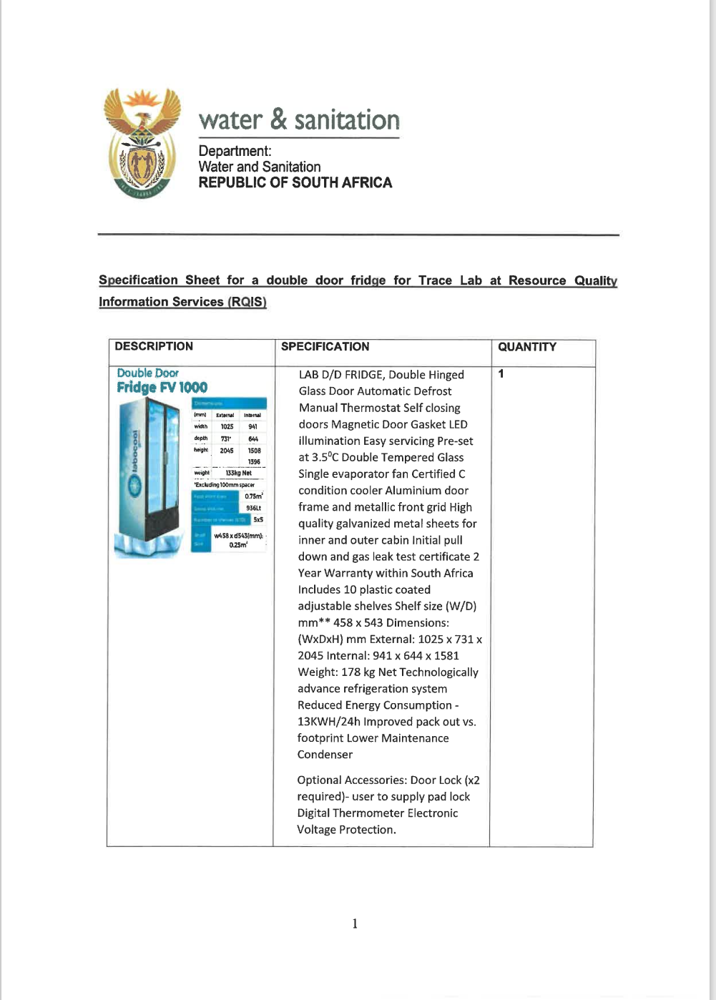 water & sanitation
Department:
Water and Sanitation
REPUBLIC OF SOUTH AFRICA
Specification Sheet for a double door fridge for Trace Lab at Resource Quality
Information Services (RQIS)
DESCRIPTION SPECIFICATION QUANTITY
Double Door
Fridge FV 1000
labocool
Dimensions
(mm) External Internal
width 1025 941
depth 731* 644
height 2045 1508
1396
weight 133kg Net
*Excluding 100mm spacer
0.75m²
936Lt
5x5
w458 x d543(mm):
0.25m²
LAB D/D FRIDGE, Double Hinged
Glass Door Automatic Defrost
Manual Thermostat Self closing
doors Magnetic Door Gasket LED
illumination Easy servicing Pre-set
at 3.5⁰C Double Tempered Glass
Single evaporator fan Certified C
condition cooler Aluminium door
frame and metallic front grid High
quality galvanized metal sheets for
inner and outer cabin Initial pull
down and gas leak test certificate 2
Year Warranty within South Africa
Includes 10 plastic coated
adjustable shelves Shelf size (W/D)
mm** 458 x 543 Dimensions:
(WxDxH) mm External: 1025 x 731 x
2045 Internal: 941 x 644 x 1581
Weight: 178 kg Net Technologically
advance refrigeration system
Reduced Energy Consumption -
13KWH/24h Improved pack out vs.
footprint Lower Maintenance
Condenser
Optional Accessories: Door Lock (x2
required)- user to supply pad lock
Digital Thermometer Electronic
Voltage Protection.
1
1